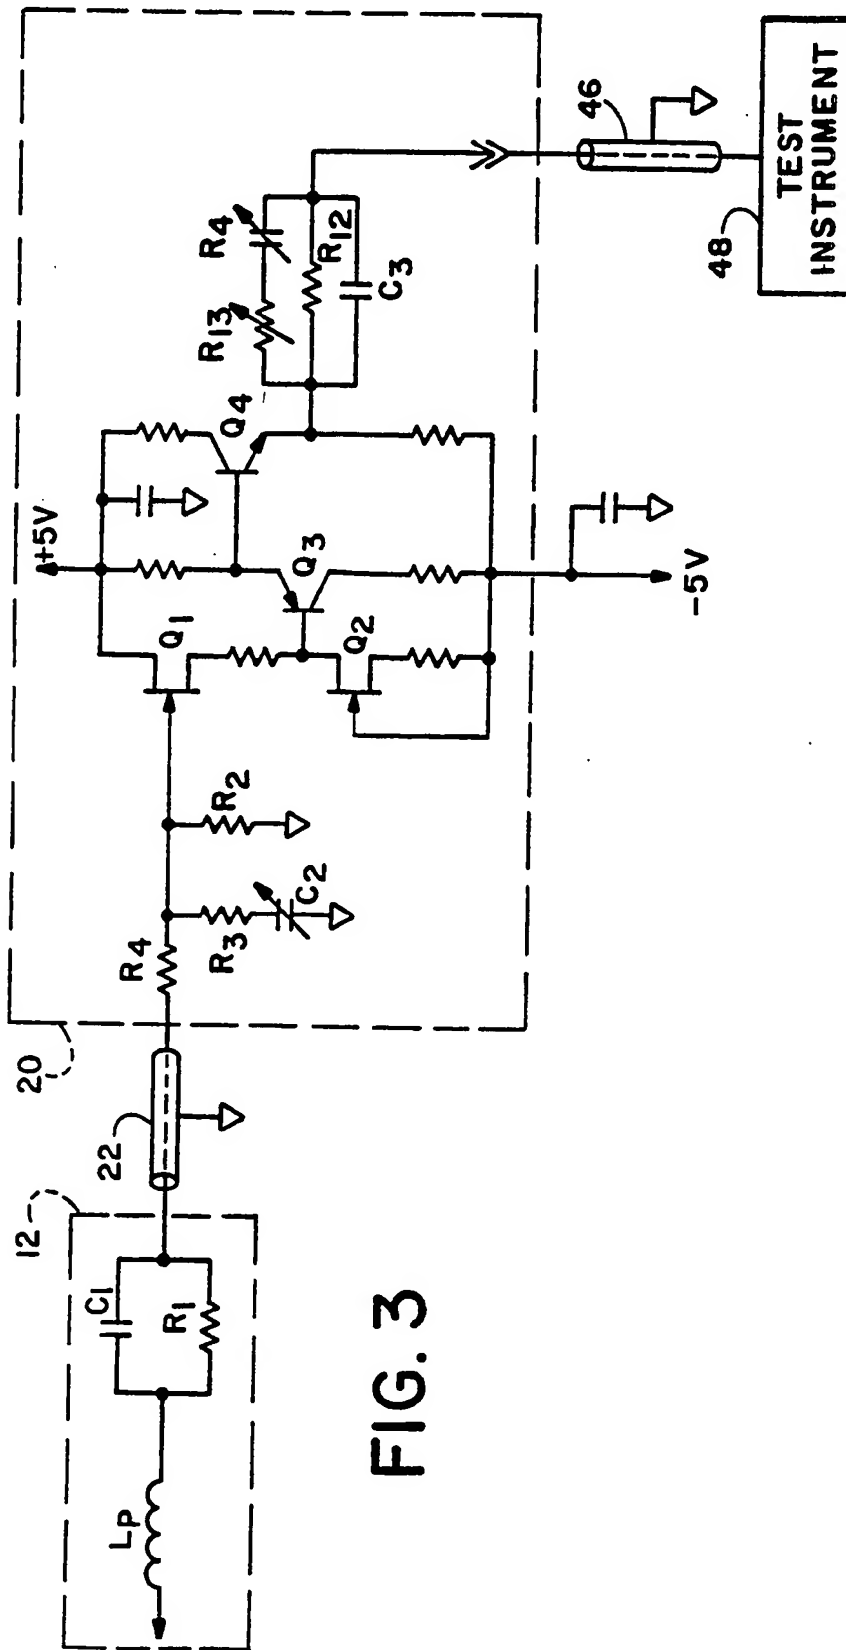 12
LP
C1
R1
22
20
R4
R3
C2
R2
+5V
Q1
Q2
Q3
Q4
-5V
R13
R4
R12
C3
46
48
TEST
INSTRUMENT
FIG. 3